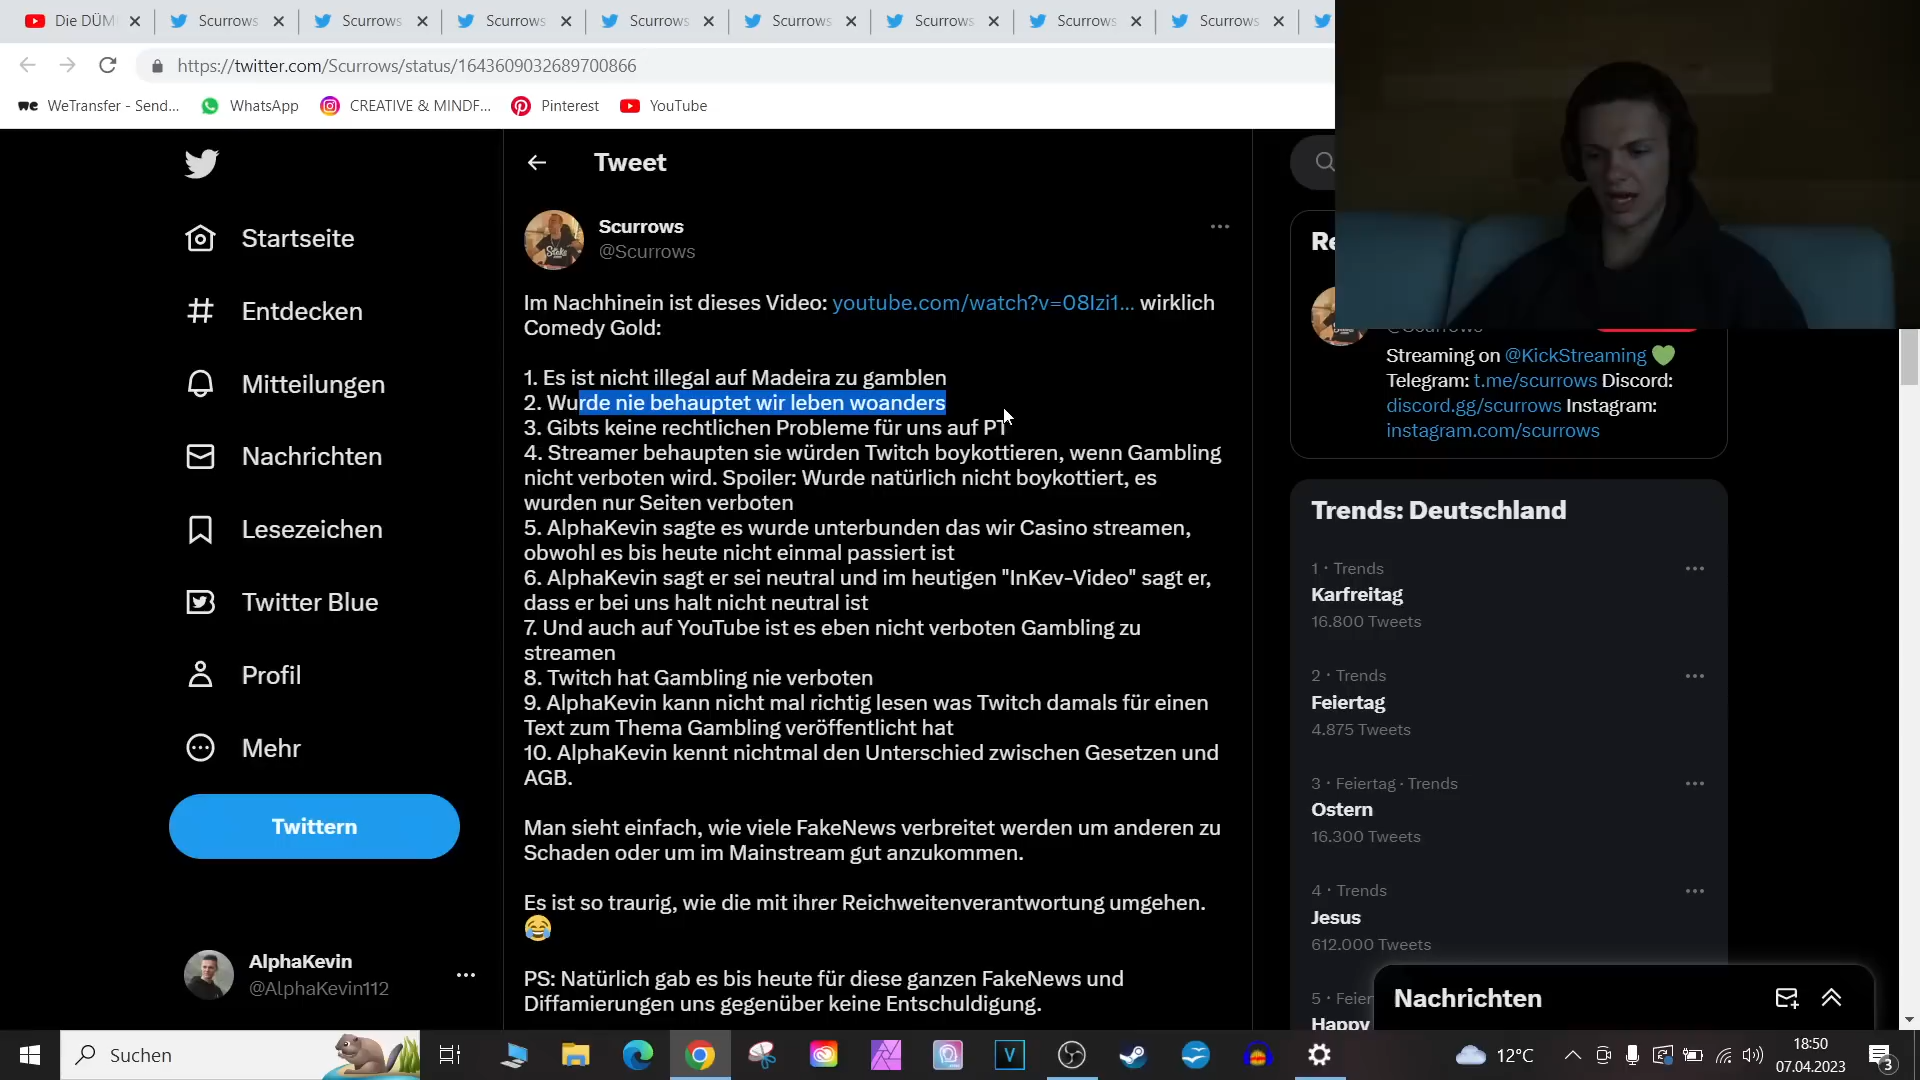 Die DÜM
Scurrows
Scurrows
Scurrows
Scurrows
Scurrows
Scurrows
Scurrows
Scurrows
https://twitter.com/Scurrows/status/1643609032689700866
WeTransfer - Send...
WhatsApp
CREATIVE & MINDF...
Pinterest
YouTube
Tweet
Startseite
Entdecken
Mitteilungen
Nachrichten
Lesezeichen
Twitter Blue
Profil
Mehr
Twittern
AlphaKevin
@AlphaKevin112
Scurrows
@Scurrows
Im Nachhinein ist dieses Video: youtube.com/watch?v=08Izi1... wirklich
Comedy Gold:
1. Es ist nicht illegal auf Madeira zu gamblen
2. Wurde nie behauptet wir leben woanders
3. Gibts keine rechtlichen Probleme für uns auf PT
4. Streamer behaupten sie würden Twitch boykottieren, wenn Gambling
nicht verboten wird. Spoiler: Wurde natürlich nicht boykottiert, es
wurden nur Seiten verboten
5. AlphaKevin sagte es wurde unterbunden das wir Casino streamen,
obwohl es bis heute nicht einmal passiert ist
6. AlphaKevin sagt er sei neutral und im heutigen "InKev-Video" sagt er,
dass er bei uns halt nicht neutral ist
7. Und auch auf YouTube ist es eben nicht verboten Gambling zu
streamen
8. Twitch hat Gambling nie verboten
9. AlphaKevin kann nicht mal richtig lesen was Twitch damals für einen
Text zum Thema Gambling veröffentlicht hat
10. AlphaKevin kennt nichtmal den Unterschied zwischen Gesetzen und
AGB.
Man sieht einfach, wie viele FakeNews verbreitet werden um anderen zu
Schaden oder um im Mainstream gut anzukommen.
Es ist so traurig, wie die mit ihrer Reichweitenverantwortung umgehen.
😂
PS: Natürlich gab es bis heute für diese ganzen FakeNews und
Diffamierungen uns gegenüber keine Entschuldigung.
Re
@Scurrows
Streaming on @KickStreaming 💚
Telegram: t.me/scurrows Discord:
discord.gg/scurrows Instagram:
instagram.com/scurrows
Trends: Deutschland
1 · Trends
Karfreitag
16.800 Tweets
2 · Trends
Feiertag
4.875 Tweets
3 · Feiertag · Trends
Ostern
16.300 Tweets
4 · Trends
Jesus
612.000 Tweets
5 · Feier
Happy
Nachrichten
Suchen
12°C
18:50
07.04.2023
3